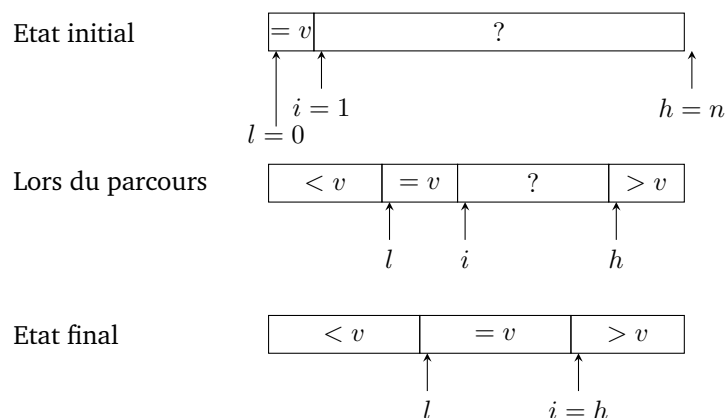 Etat initial = v ?
i = 1 h = n
l = 0
Lors du parcours < v = v ? > v
l i h
Etat final < v = v > v
l i = h